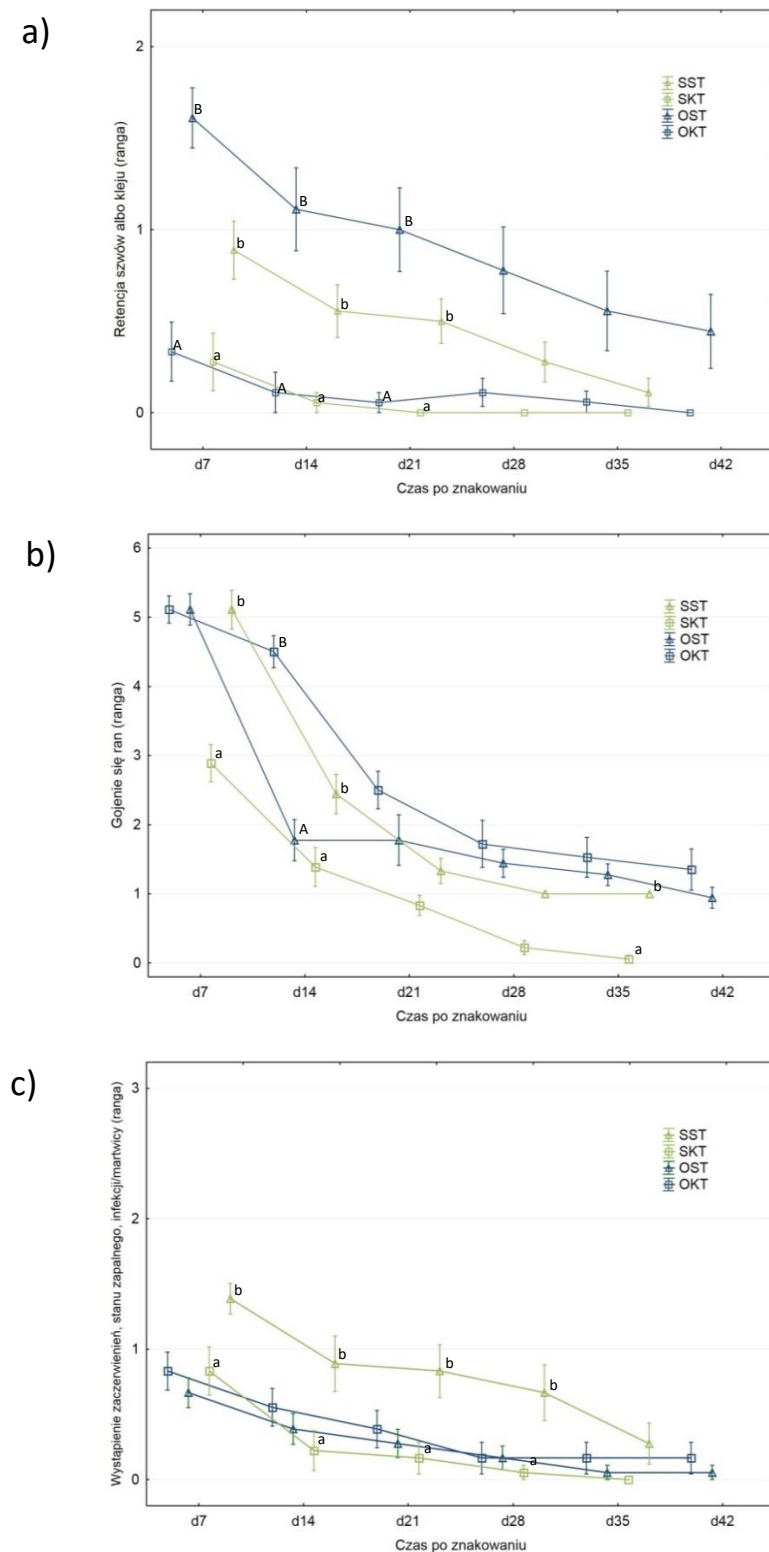 a)
2
1
0
Retencja szwów albo kleju (ranga)
SST
SKT
OST
OKT
B
B
B
b
b
b
A
a
A
a
A
a
d7 d14 d21 d28 d35 d42
Czas po znakowaniu
b)
6
5
4
3
2
1
0
Gojenie się ran (ranga)
SST
SKT
OST
OKT
b
B
a
b
A
a
b
a
d7 d14 d21 d28 d35 d42
Czas po znakowaniu
c)
3
2
1
0
Wystąpienie zaczerwienień, stanu zapalnego, infekcji/martwicy (ranga)
SST
SKT
OST
OKT
b
b
b
b
a
a
a
a
d7 d14 d21 d28 d35 d42
Czas po znakowaniu